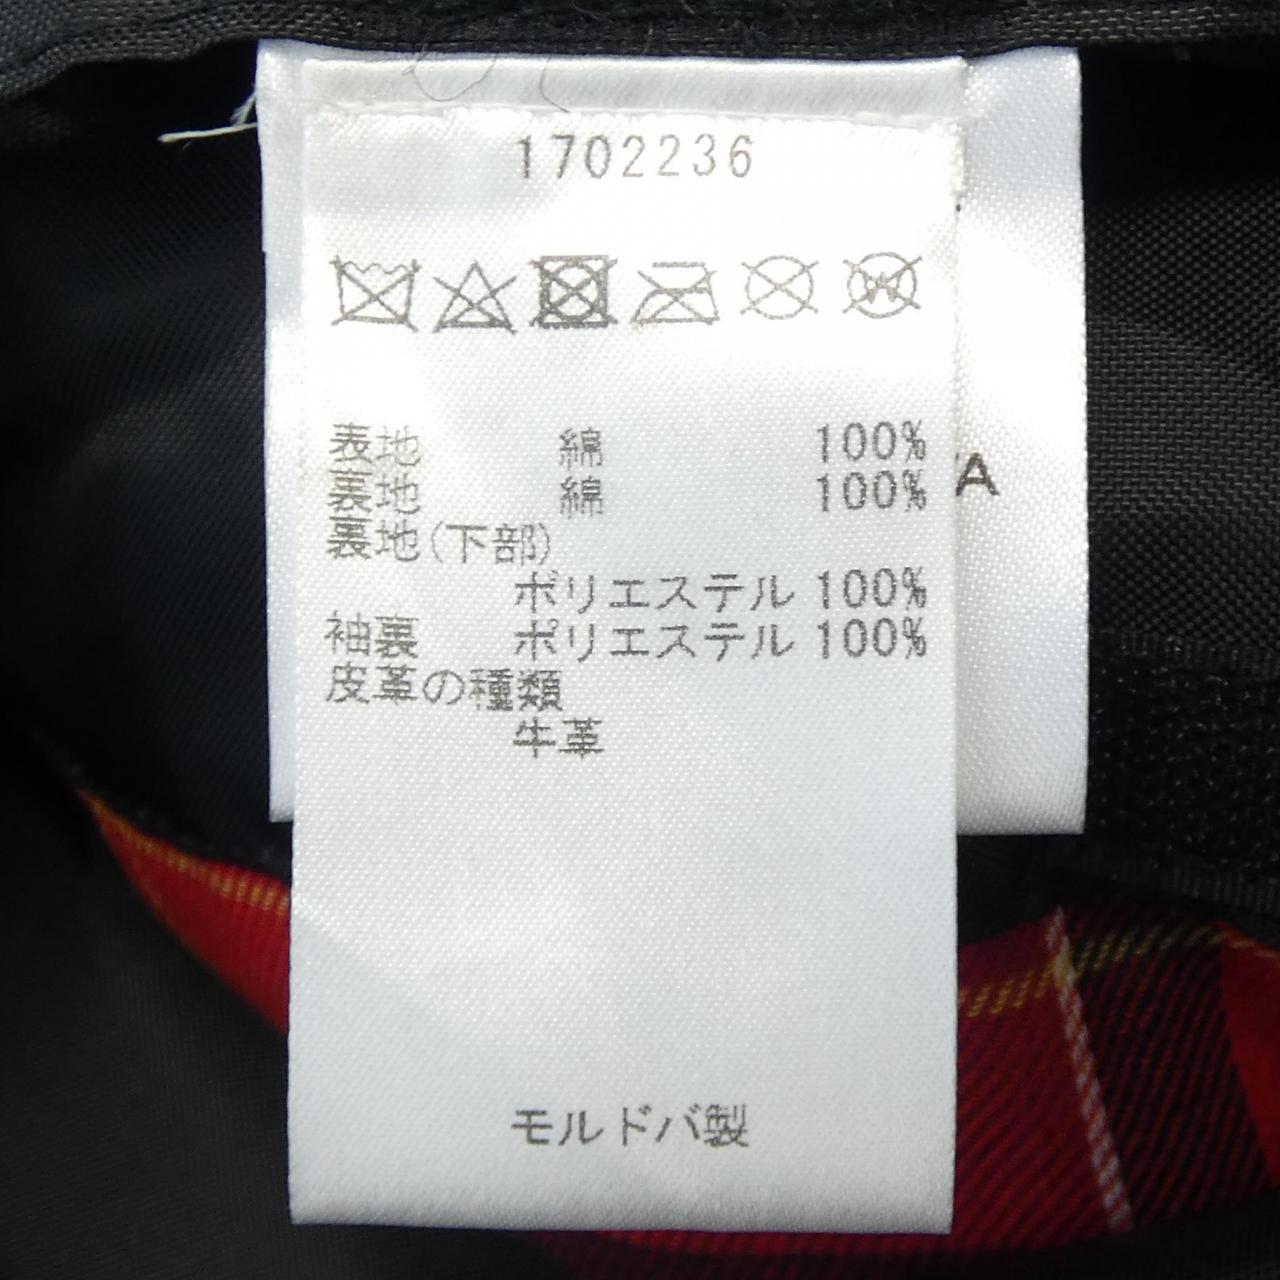 1702236
表地 綿 100%
裏地 綿 100%
裏地(下部)
ポリエステル 100%
袖裏 ポリエステル 100%
皮革の種類
牛革
モルドバ製